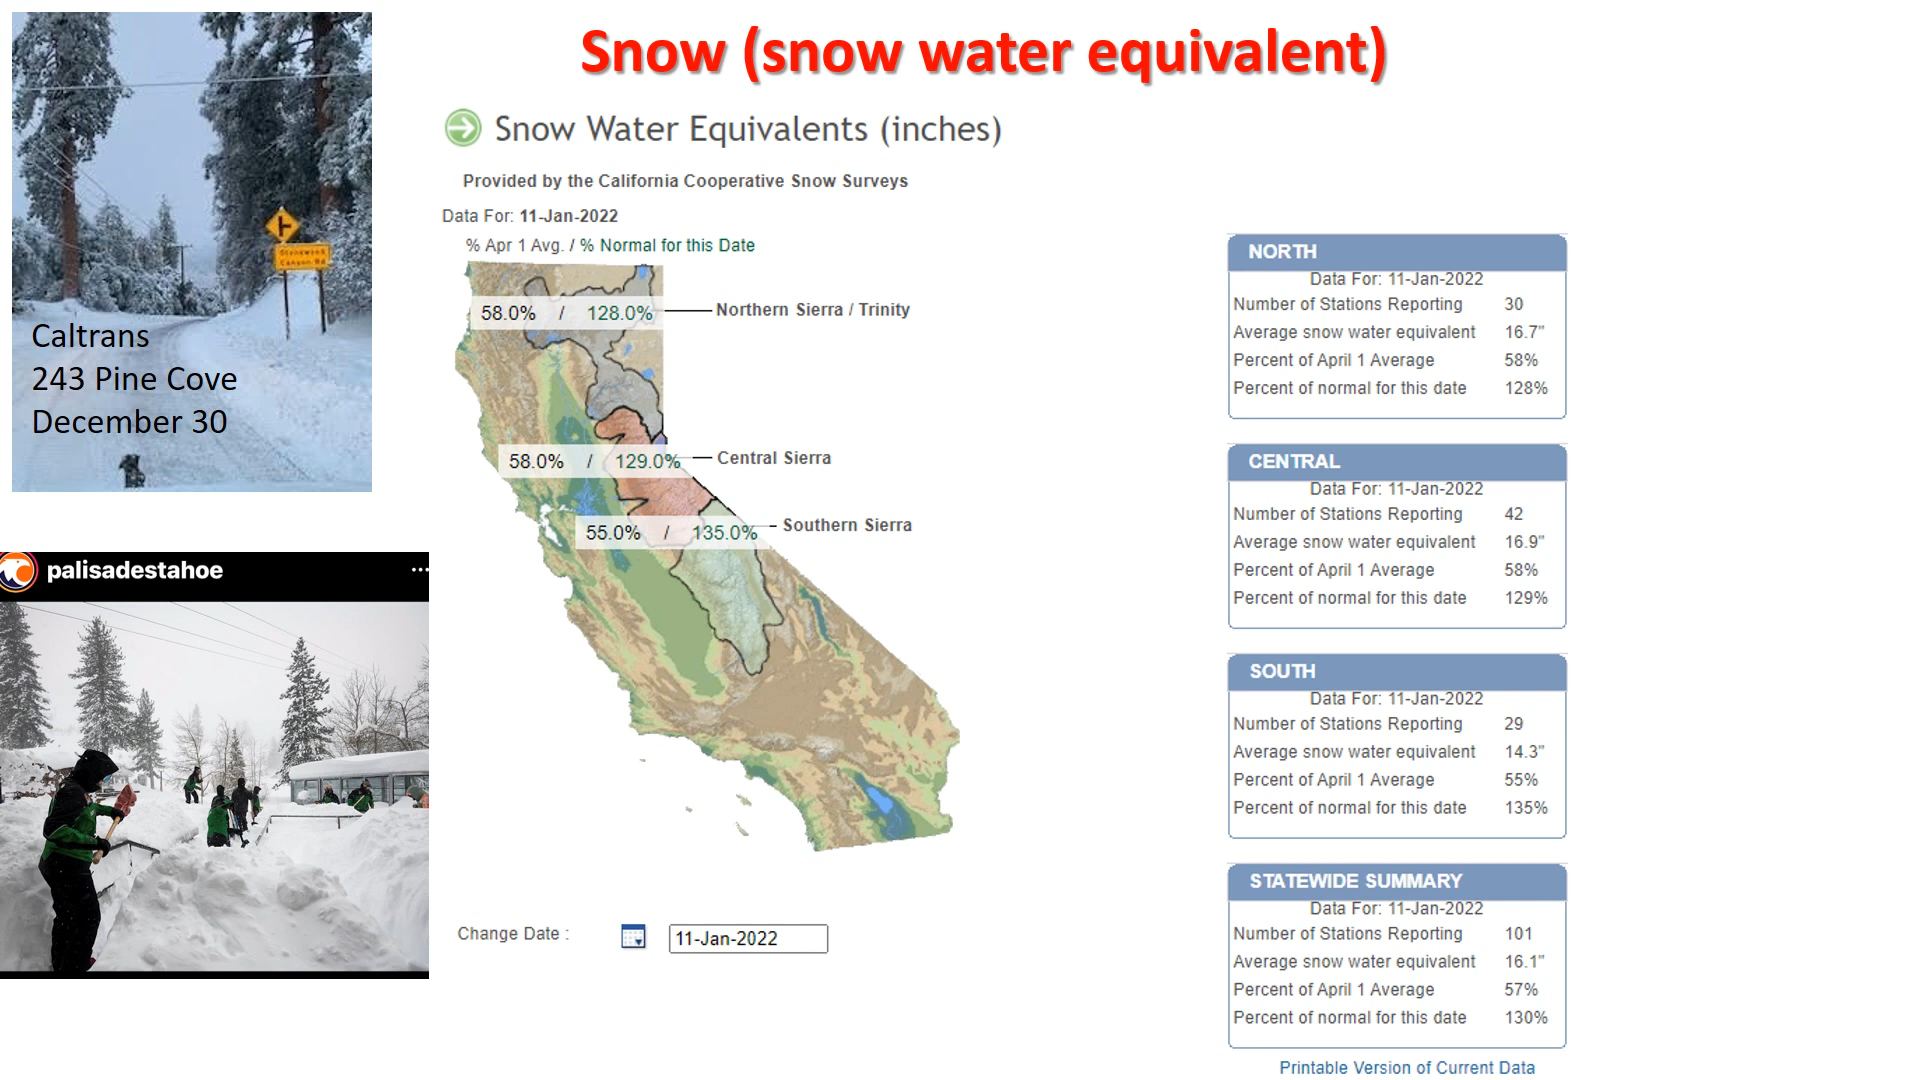 Snow (snow water equivalent)
Stonewood
Canyon Rd
Caltrans
243 Pine Cove
December 30
palisadestahoe
Snow Water Equivalents (inches)
Provided by the California Cooperative Snow Surveys
Data For: 11-Jan-2022
% Apr 1 Avg. / % Normal for this Date
58.0% / 128.0%
Northern Sierra / Trinity
58.0% / 129.0%
Central Sierra
55.0% / 135.0%
Southern Sierra
Change Date :
11-Jan-2022
NORTH
Data For: 11-Jan-2022
Number of Stations Reporting 30
Average snow water equivalent 16.7"
Percent of April 1 Average 58%
Percent of normal for this date 128%
CENTRAL
Data For: 11-Jan-2022
Number of Stations Reporting 42
Average snow water equivalent 16.9"
Percent of April 1 Average 58%
Percent of normal for this date 129%
SOUTH
Data For: 11-Jan-2022
Number of Stations Reporting 29
Average snow water equivalent 14.3"
Percent of April 1 Average 55%
Percent of normal for this date 135%
STATEWIDE SUMMARY
Data For: 11-Jan-2022
Number of Stations Reporting 101
Average snow water equivalent 16.1"
Percent of April 1 Average 57%
Percent of normal for this date 130%
Printable Version of Current Data